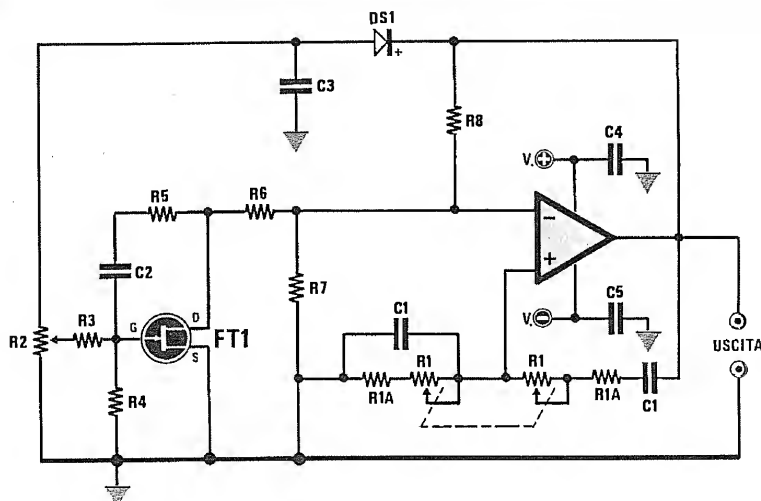 DS1
+
C3
R8
C4
V. +
R5
R6
−
C2
R7
+
D
C1
V. −
C5
R2
R3
G
FT1
S
USCITA
R1
R1
R4
R1A
R1A
C1